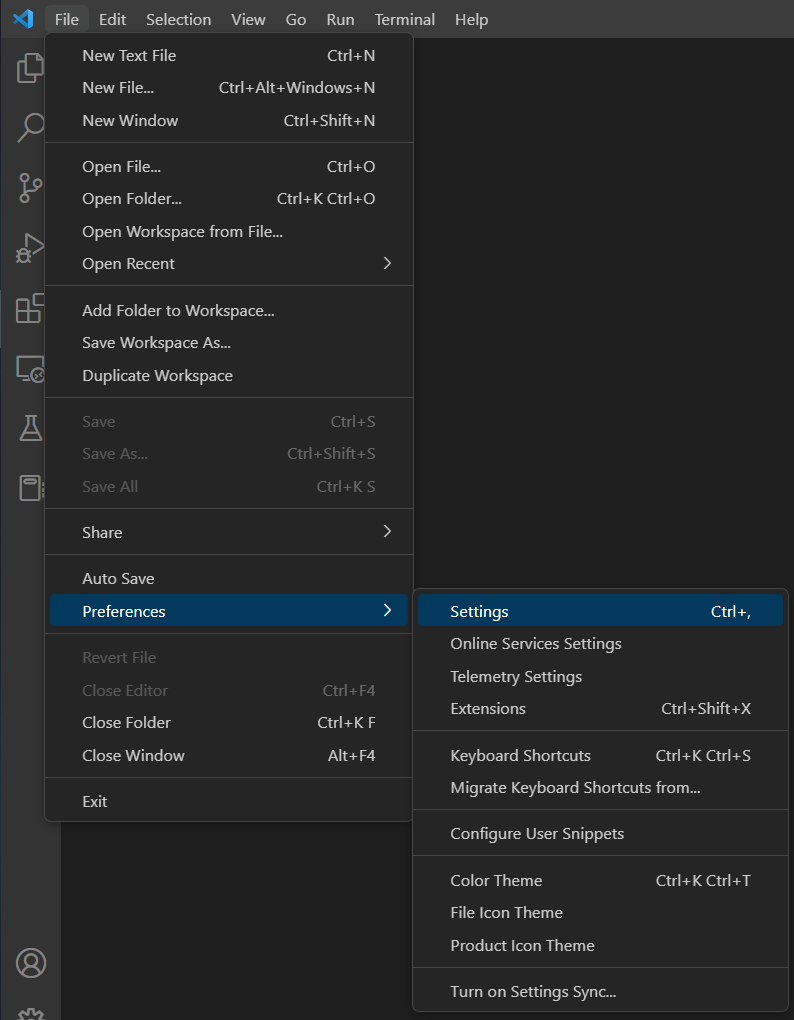 File Edit Selection View Go Run Terminal Help
New Text File Ctrl+N
New File... Ctrl+Alt+Windows+N
New Window Ctrl+Shift+N
Open File... Ctrl+O
Open Folder... Ctrl+K Ctrl+O
Open Workspace from File...
Open Recent
Add Folder to Workspace...
Save Workspace As...
Duplicate Workspace
Save Ctrl+S
Save As... Ctrl+Shift+S
Save All Ctrl+K S
Share
Auto Save
Preferences
Revert File
Close Editor Ctrl+F4
Close Folder Ctrl+K F
Close Window Alt+F4
Exit
Settings Ctrl+,
Online Services Settings
Telemetry Settings
Extensions Ctrl+Shift+X
Keyboard Shortcuts Ctrl+K Ctrl+S
Migrate Keyboard Shortcuts from...
Configure User Snippets
Color Theme Ctrl+K Ctrl+T
File Icon Theme
Product Icon Theme
Turn on Settings Sync...